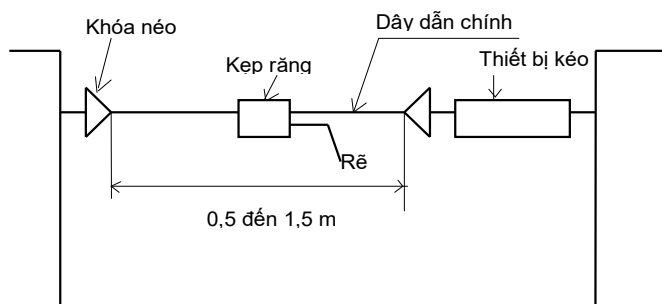 Khóa néo
Dây dẫn chính
Kẹp răng
Thiết bị kéo
Rẽ
0,5 đến 1,5 m